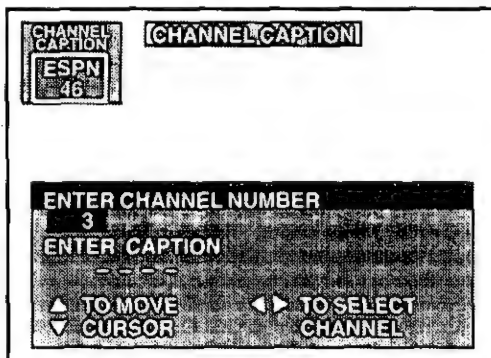 CHANNEL
CAPTION
ESPN
46
CHANNEL CAPTION
ENTER CHANNEL NUMBER
3
ENTER CAPTION
- - - -
△ TO MOVE
▽ CURSOR
◁ ▷ TO SELECT
CHANNEL